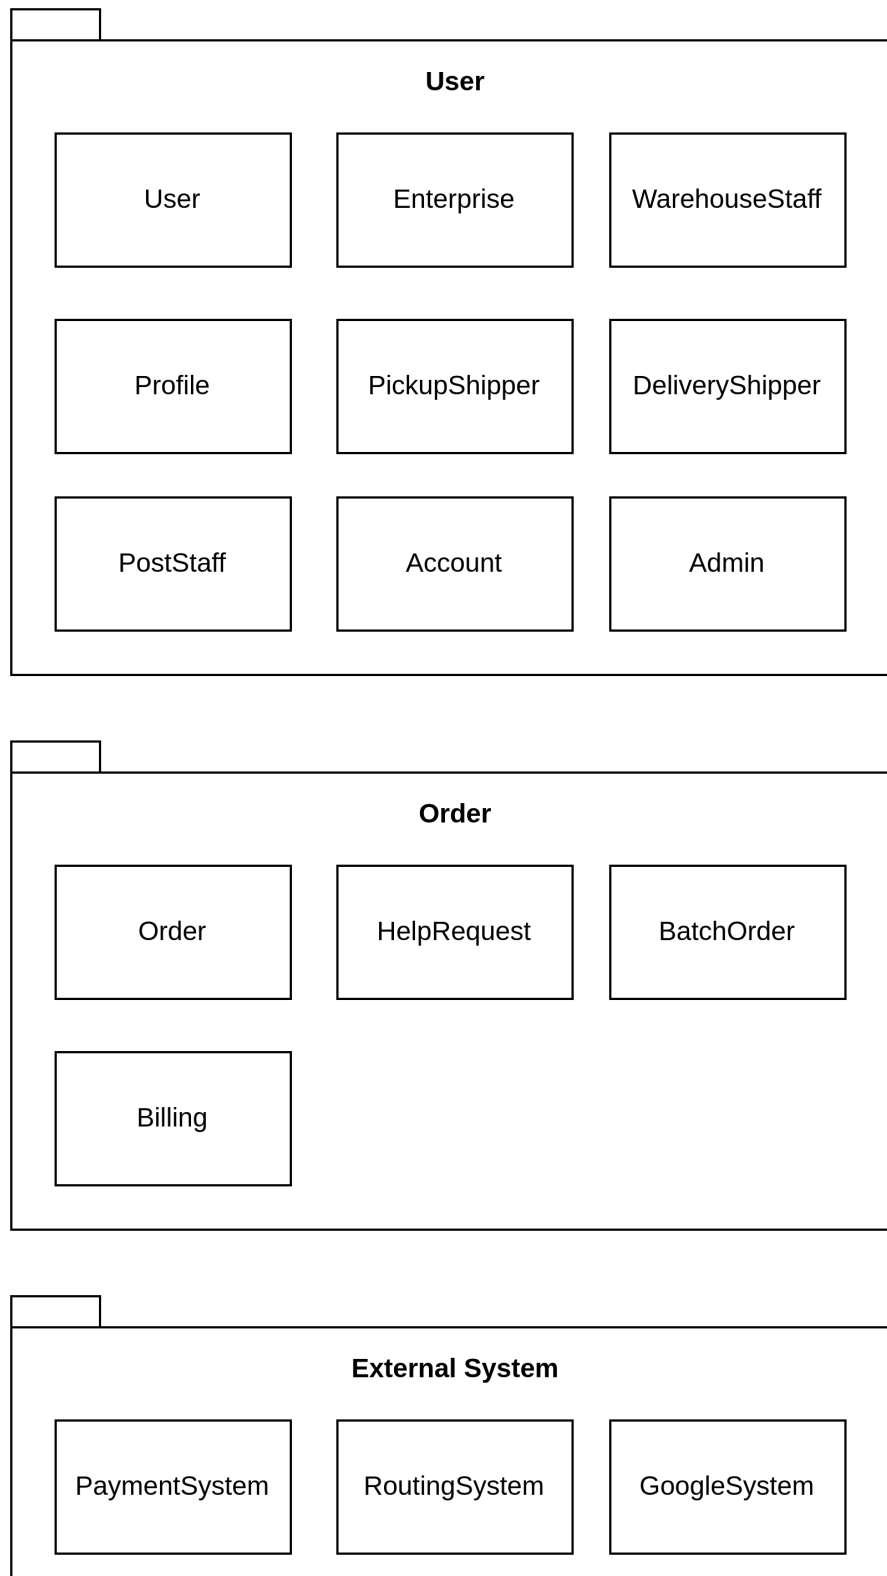 User
User
Enterprise
WarehouseStaff
Profile
PickupShipper
DeliveryShipper
PostStaff
Account
Admin
Order
Order
HelpRequest
BatchOrder
Billing
External System
PaymentSystem
RoutingSystem
GoogleSystem